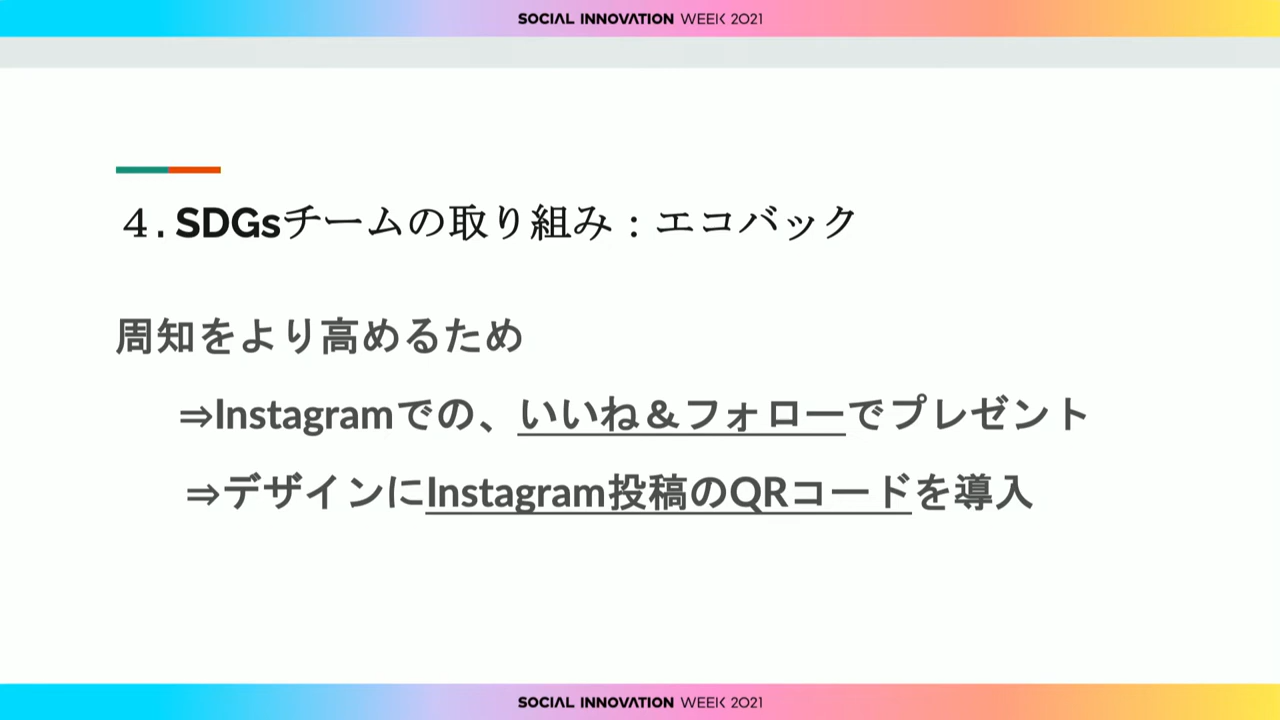 SOCIAL INNOVATION WEEK 2021
４. SDGsチームの取り組み：エコバック
周知をより高めるため
⇒Instagramでの、いいね＆フォローでプレゼント
⇒デザインにInstagram投稿のQRコードを導入
SOCIAL INNOVATION WEEK 2021